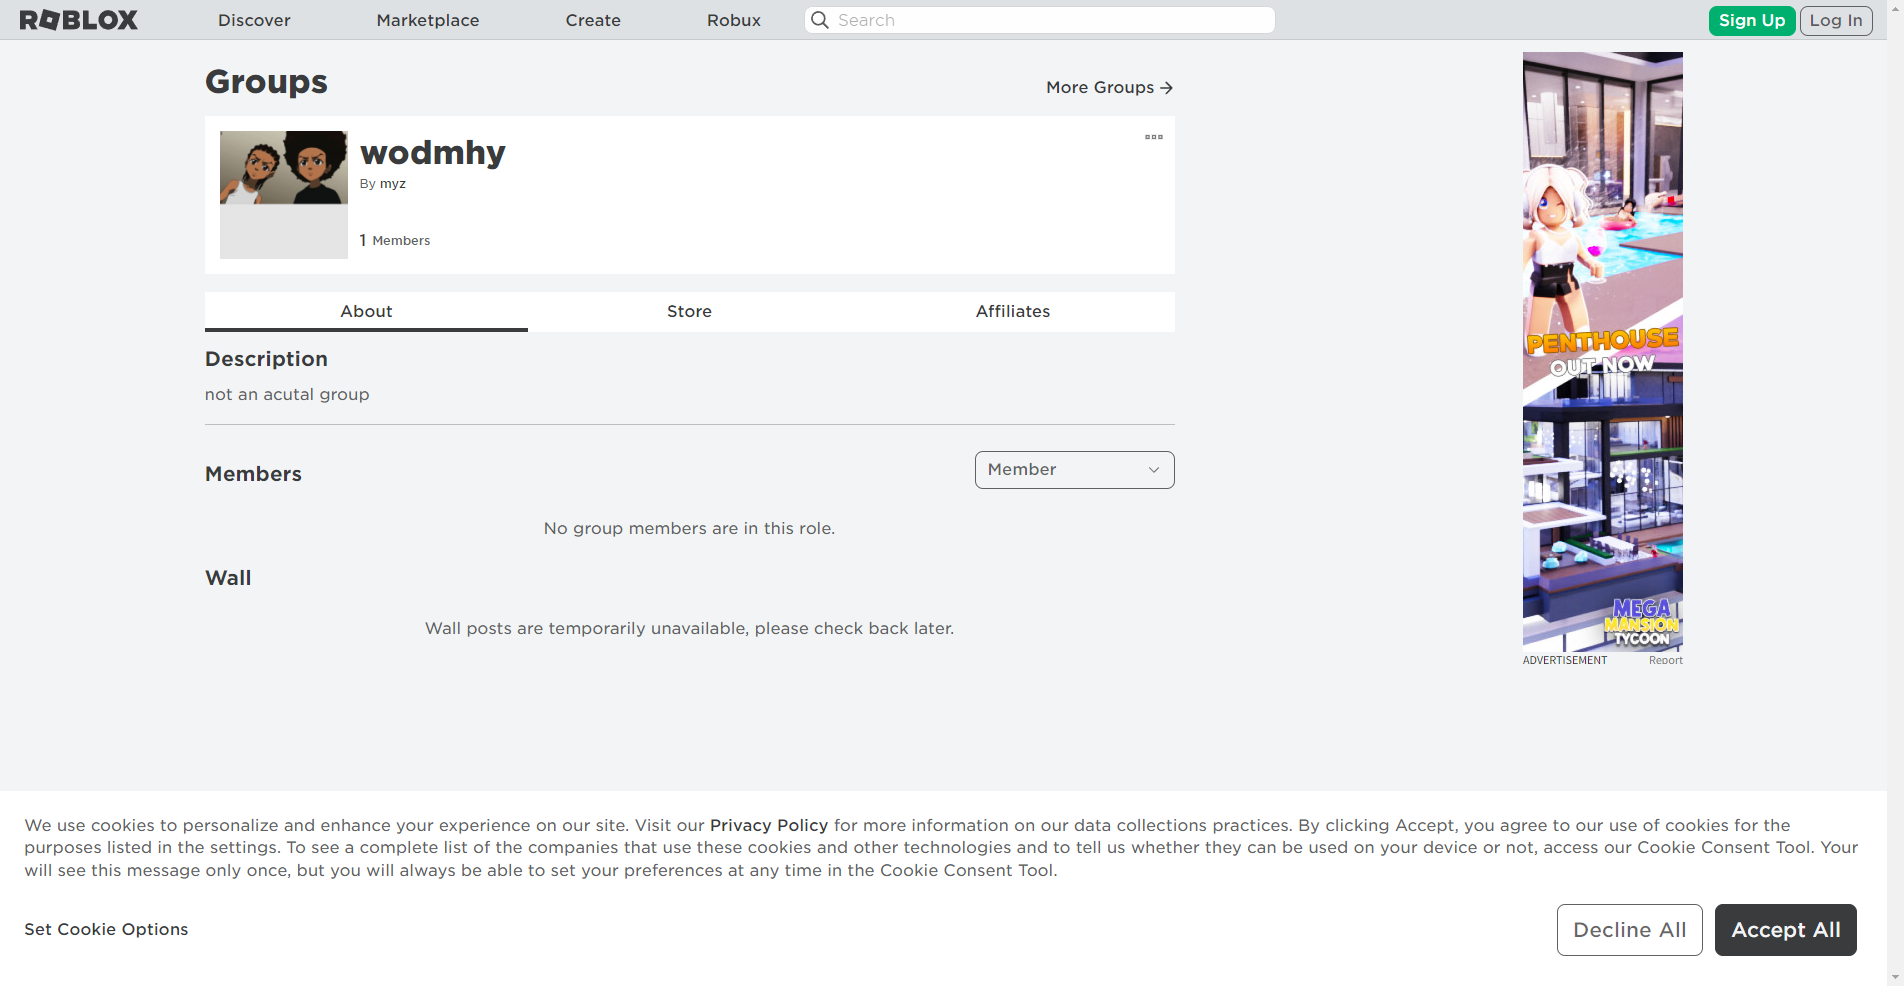 ROBLOX
Discover
Marketplace
Create
Robux
Search
Sign Up
Log In
Groups
More Groups
wodmhy
By myz
1 Members
About
Store
Affiliates
Description
not an acutal group
Members
Member
No group members are in this role.
Wall
Wall posts are temporarily unavailable, please check back later.
PENTHOUSE
OUT NOW
MEGA
MANSION
TYCOON
ADVERTISEMENT
Report
We use cookies to personalize and enhance your experience on our site. Visit our Privacy Policy for more information on our data collections practices. By clicking Accept, you agree to our use of cookies for the
purposes listed in the settings. To see a complete list of the companies that use these cookies and other technologies and to tell us whether they can be used on your device or not, access our Cookie Consent Tool. Your
will see this message only once, but you will always be able to set your preferences at any time in the Cookie Consent Tool.
Set Cookie Options
Decline All
Accept All